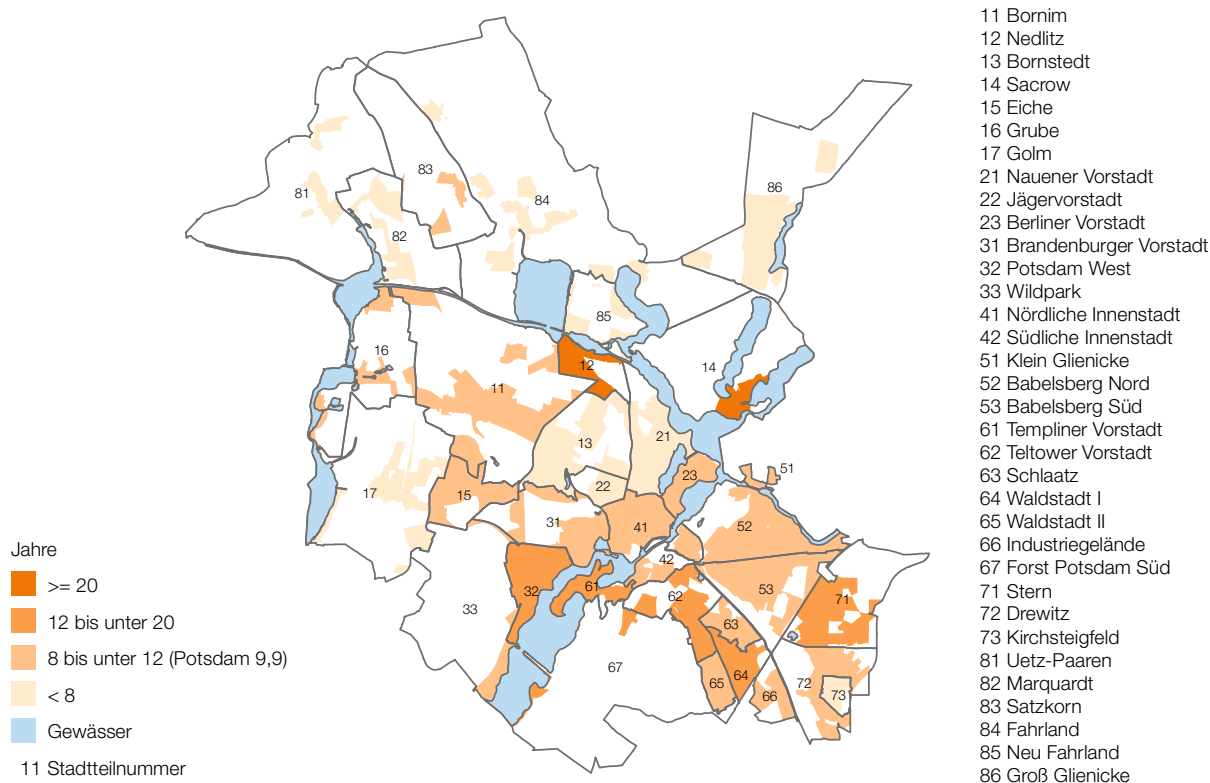 11 Bornim
12 Nedlitz
13 Bornstedt
14 Sacrow
15 Eiche
16 Grube
17 Golm
21 Nauener Vorstadt
22 Jägervorstadt
23 Berliner Vorstadt
31 Brandenburger Vorstadt
32 Potsdam West
33 Wildpark
41 Nördliche Innenstadt
42 Südliche Innenstadt
51 Klein Glienicke
52 Babelsberg Nord
53 Babelsberg Süd
61 Templiner Vorstadt
62 Teltower Vorstadt
63 Schlaatz
64 Waldstadt I
65 Waldstadt II
66 Industriegelände
67 Forst Potsdam Süd
71 Stern
72 Drewitz
73 Kirchsteigfeld
81 Uetz-Paaren
82 Marquardt
83 Satzkorn
84 Fahrland
85 Neu Fahrland
86 Groß Glienicke
83
81
86
84
82
85
16
12
14
11
13
21
51
23
22
17
15
31
41
52
42
32
61
62
53
71
33
63
67
65
64
66
72
73
Jahre
>= 20
12 bis unter 20
8 bis unter 12 (Potsdam 9,9)
< 8
Gewässer
11 Stadtteilnummer